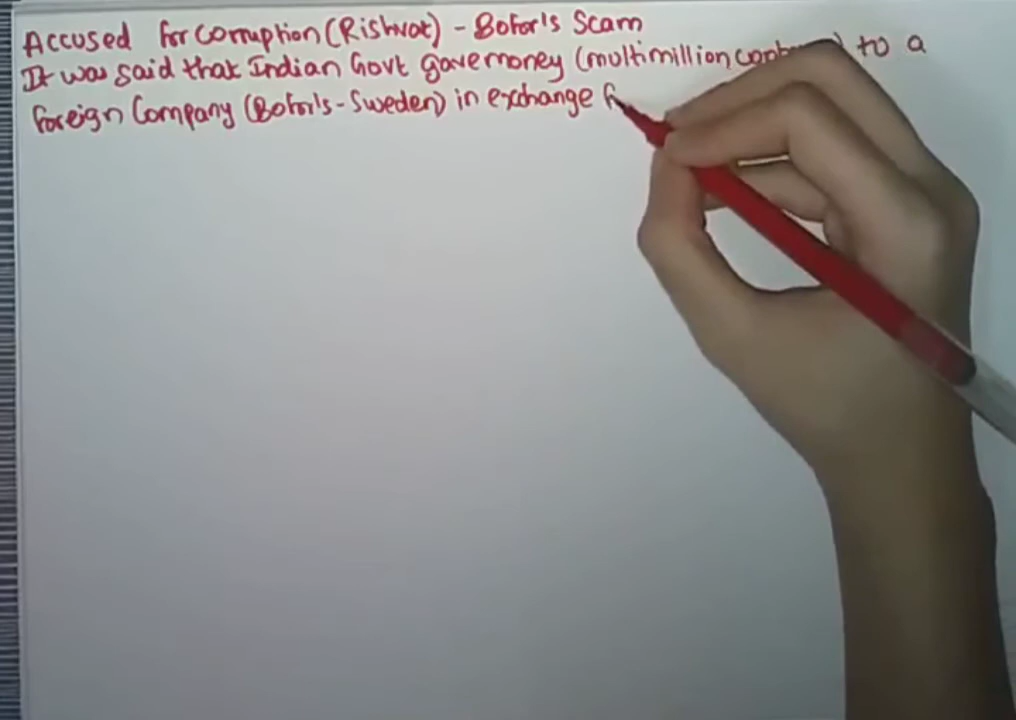 Accused for corruption (Rishvat) - Bofor's Scam
It was said that Indian Govt gave money (multimillion, to a
foreign Company (Bofor's - Sweden) in exchange